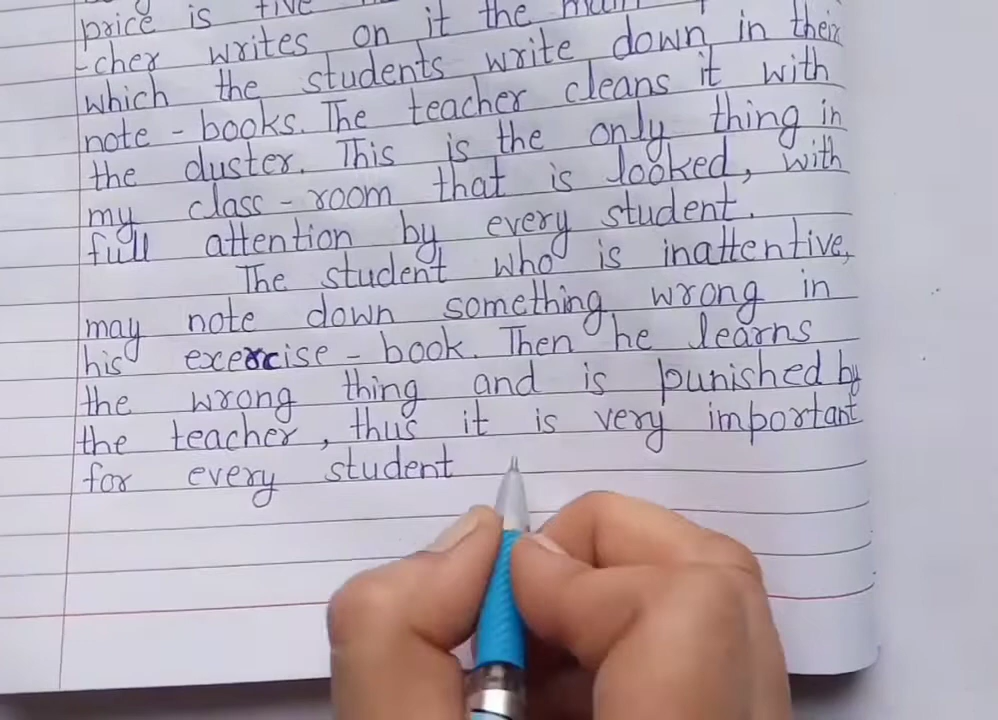 price is five
-cher writes on it the main
which the students write down in their
note - books. The teacher cleans it with
the duster. This is the only thing in
my class - room that is looked, with
full attention by every student.
The student who is inattentive,
may note down something wrong in
his exercise - book. Then he learns
the wrong thing and is punished by
the teacher, thus it is very important
for every student